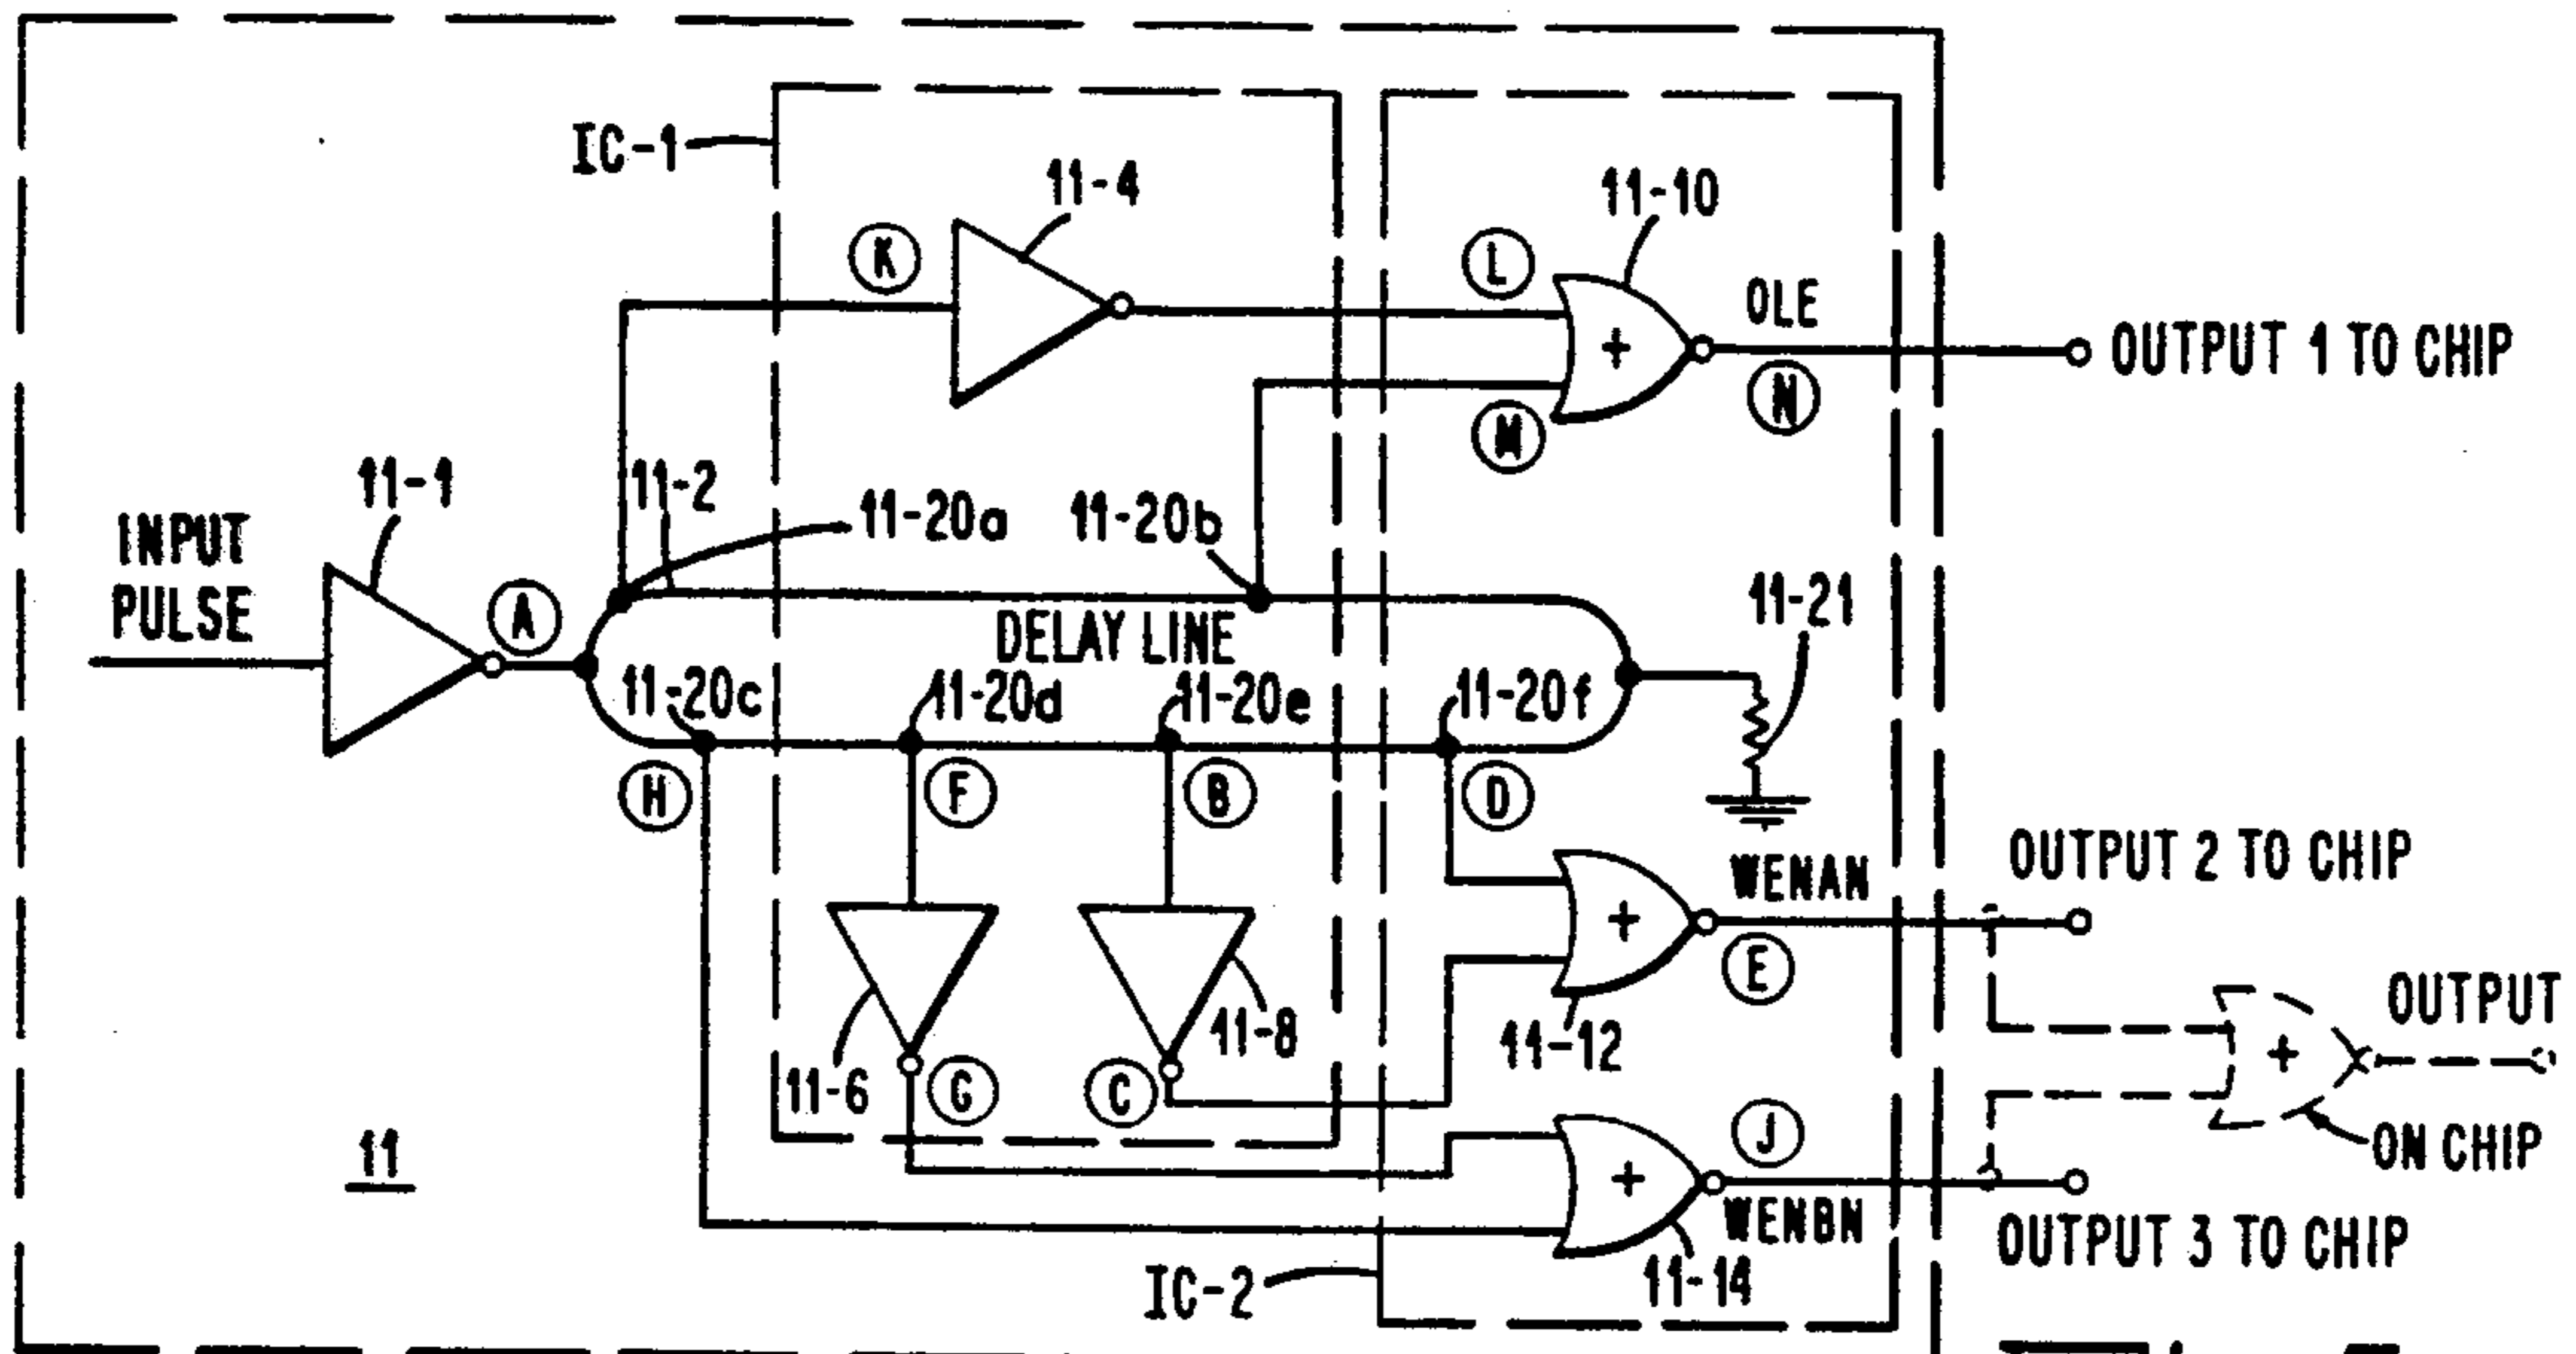 IC-1
11-4
11-10
K
L
OLE
OUTPUT 1 TO CHIP
M
N
11-1
11-2
11-20a
11-20b
INPUT
PULSE
A
DELAY LINE
11-21
11-20c
11-20d
11-20e
11-20f
H
F
B
D
OUTPUT 2 TO CHIP
WENAN
E
11-6
G
C
11-8
11-12
OUTPUT
ON CHIP
J
WENBN
11
IC-2
11-14
OUTPUT 3 TO CHIP